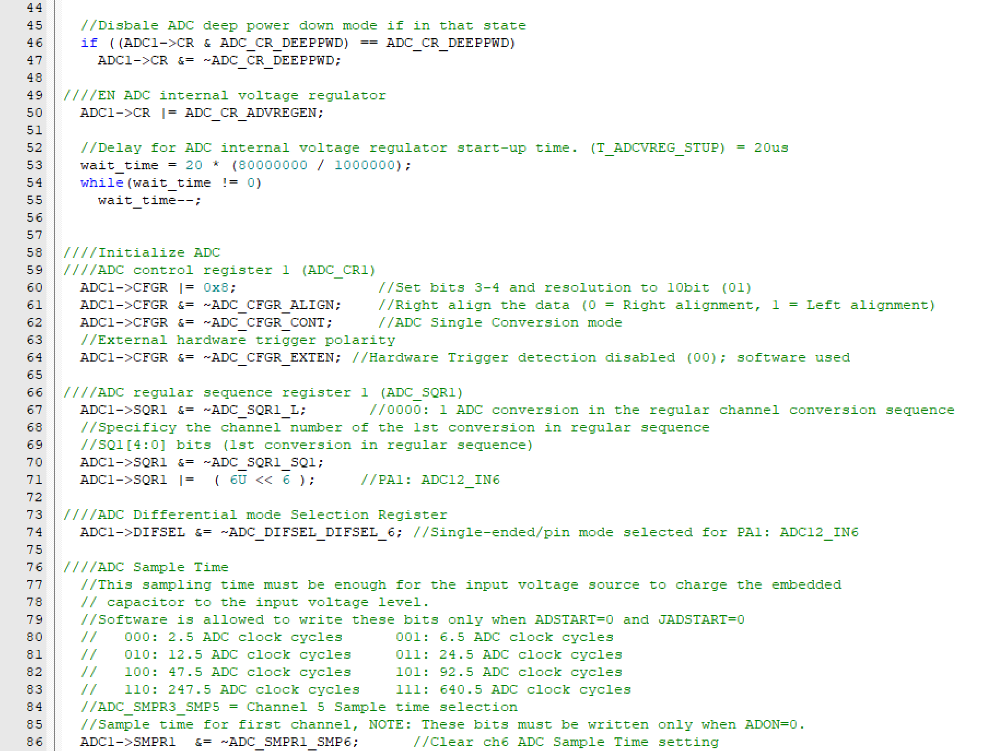 44
45 //Disbale ADC deep power down mode if in that state
46 if ((ADC1->CR & ADC_CR_DEEPPWD) == ADC_CR_DEEPPWD)
47 ADC1->CR &= ~ADC_CR_DEEPPWD;
48
49 ////EN ADC internal voltage regulator
50 ADC1->CR |= ADC_CR_ADVREGEN;
51
52 //Delay for ADC internal voltage regulator start-up time. (T_ADCVREG_STUP) = 20us
53 wait_time = 20 * (80000000 / 1000000);
54 while(wait_time != 0)
55 wait_time--;
56
57
58 ////Initialize ADC
59 ////ADC control register 1 (ADC_CR1)
60 ADC1->CFGR |= 0x8; //Set bits 3-4 and resolution to 10bit (01)
61 ADC1->CFGR &= ~ADC_CFGR_ALIGN; //Right align the data (0 = Right alignment, 1 = Left alignment)
62 ADC1->CFGR &= ~ADC_CFGR_CONT; //ADC Single Conversion mode
63 //External hardware trigger polarity
64 ADC1->CFGR &= ~ADC_CFGR_EXTEN; //Hardware Trigger detection disabled (00); software used
65
66 ////ADC regular sequence register 1 (ADC_SQR1)
67 ADC1->SQR1 &= ~ADC_SQR1_L; //0000: 1 ADC conversion in the regular channel conversion sequence
68 //Specificy the channel number of the 1st conversion in regular sequence
69 //SQ1[4:0] bits (1st conversion in regular sequence)
70 ADC1->SQR1 &= ~ADC_SQR1_SQ1;
71 ADC1->SQR1 |= ( 6U << 6 ); //PA1: ADC12_IN6
72
73 ////ADC Differential mode Selection Register
74 ADC1->DIFSEL &= ~ADC_DIFSEL_DIFSEL_6; //Single-ended/pin mode selected for PA1: ADC12_IN6
75
76 ////ADC Sample Time
77 //This sampling time must be enough for the input voltage source to charge the embedded
78 // capacitor to the input voltage level.
79 //Software is allowed to write these bits only when ADSTART=0 and JADSTART=0
80 // 000: 2.5 ADC clock cycles 001: 6.5 ADC clock cycles
81 // 010: 12.5 ADC clock cycles 011: 24.5 ADC clock cycles
82 // 100: 47.5 ADC clock cycles 101: 92.5 ADC clock cycles
83 // 110: 247.5 ADC clock cycles 111: 640.5 ADC clock cycles
84 //ADC_SMPR3_SMP5 = Channel 5 Sample time selection
85 //Sample time for first channel, NOTE: These bits must be written only when ADON=0.
86 ADC1->SMPR1 &= ~ADC_SMPR1_SMP6; //Clear ch6 ADC Sample Time setting